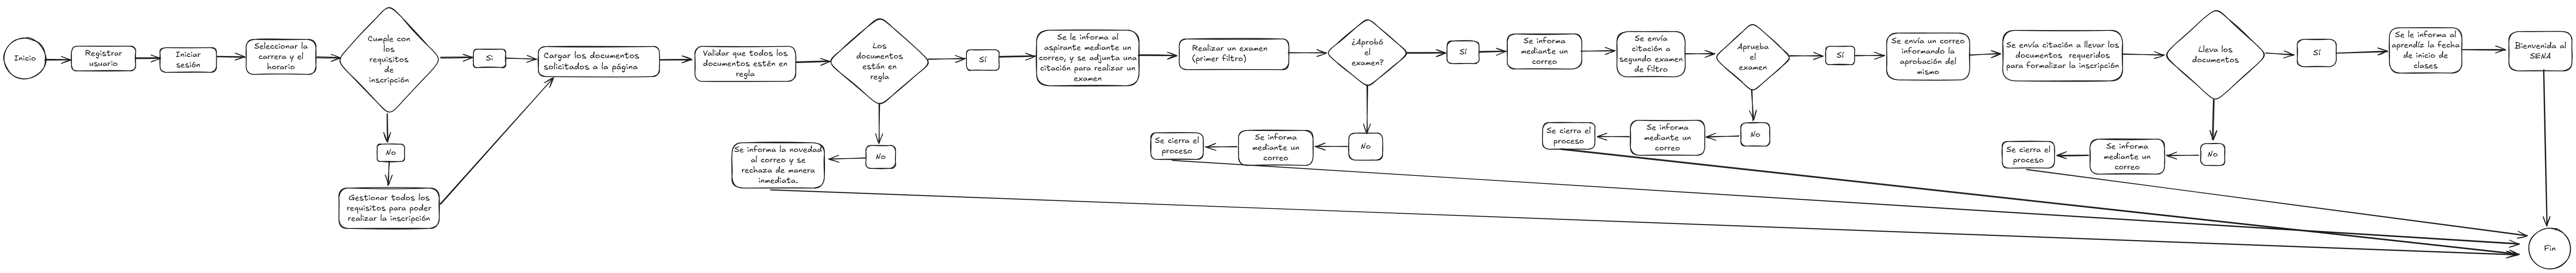 Inicio
Registrar
usuario
Iniciar
sesión
Seleccionar la
carrera y el
horario
Cumple con
los
requisitos
de
inscripción
Si
No
Gestionar todos los
requisitos para poder
realizar la inscripción
Cargar los documentos
solicitados a la página
Validar que todos los
documentos estén en
regla
Los
documentos
están en
regla
Sí
No
Se informa la novedad
al correo y se
rechaza de manera
inmediata.
Se le informa al
aspirante mediante un
correo, y se adjunta una
citación para realizar un
examen
Realizar un examen
(primer filtro)
¿Aprobó
el
examen?
Sí
No
Se informa
mediante un
correo
Se cierra el
proceso
Se informa
mediante un
correo
Se envía
citación a
segundo examen
de filtro
Aprueba
el
examen
Sí
No
Se informa
mediante un
correo
Se cierra el
proceso
Se envía un correo
informando la
aprobación del
mismo
Se envía citación a llevar los
documentos requeridos
para formalizar la inscripción
Lleva los
documentos
Sí
No
Se informa
mediante un
correo
Se cierra el
proceso
Se le informa al
aprendíz la fecha
de inicio de
clases
Bienvenida al
SENA
Fin